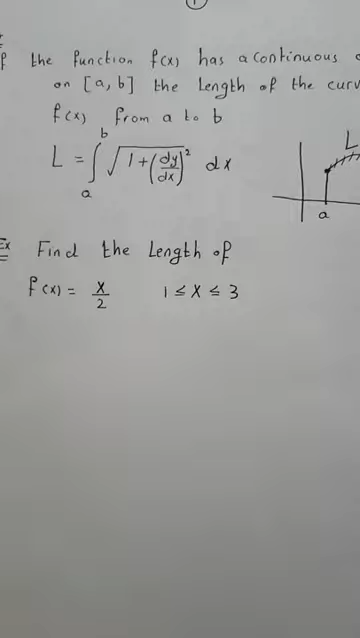 the function f(x) has a continuous
on [a, b] the Length of the curv
f(x) from a to b
L = ∫ₐᵇ √(1+(dy/dx)²) dx
L
a
Ex Find the Length of
f(x) = x/2 1 ≤ x ≤ 3